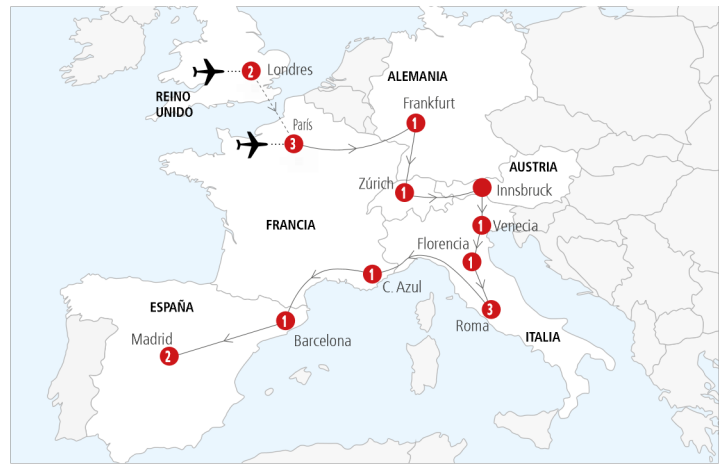 2
Londres
ALEMANIA
REINO
UNIDO
Frankfurt
París
1
3
AUSTRIA
Zúrich
1
Innsbruck
FRANCIA
1
Venecia
Florencia
1
1
C. Azul
ESPAÑA
3
Roma
1
ITALIA
Madrid
Barcelona
2